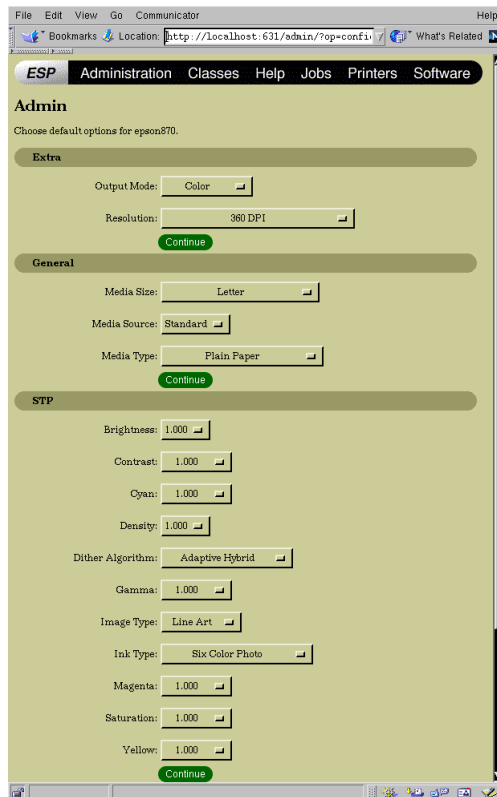 File Edit View Go Communicator Help
Bookmarks Location: http://localhost:631/admin/?op=confi What's Related
ESP Administration Classes Help Jobs Printers Software
Admin
Choose default options for epson870.
Extra
Output Mode: Color
Resolution: 360 DPI
Continue
General
Media Size: Letter
Media Source: Standard
Media Type: Plain Paper
Continue
STP
Brightness: 1.000
Contrast: 1.000
Cyan: 1.000
Density: 1.000
Dither Algorithm: Adaptive Hybrid
Gamma: 1.000
Image Type: Line Art
Ink Type: Six Color Photo
Magenta: 1.000
Saturation: 1.000
Yellow: 1.000
Continue